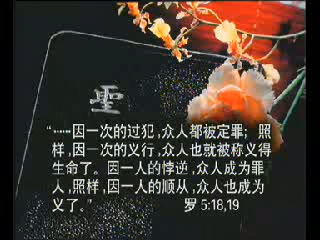 聖
“……因一次的过犯,众人都被定罪;照
样,因一次的义行,众人也就被称义得
生命了。因一人的悖逆,众人成为罪
人,照样,因一人的顺从,众人也成为
义了。” 罗 5:18,19